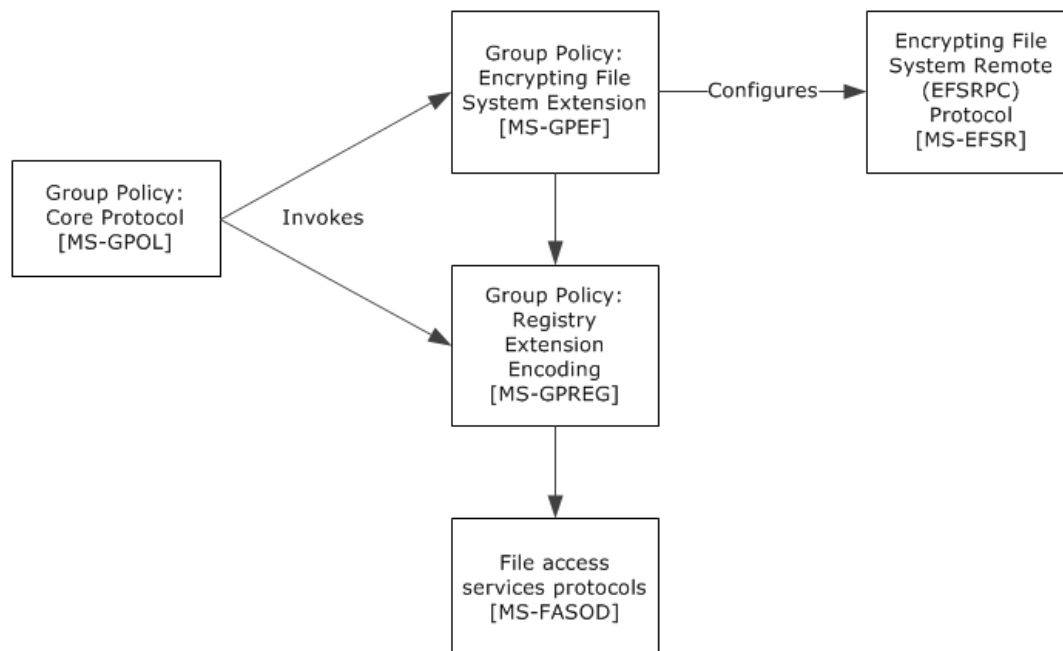 Group Policy:
Encrypting File
System Extension
[MS-GPEF]
Configures
Encrypting File
System Remote
(EFSRPC)
Protocol
[MS-EFSR]
Group Policy:
Core Protocol
[MS-GPOL]
Invokes
Group Policy:
Registry
Extension
Encoding
[MS-GPREG]
File access
services protocols
[MS-FASOD]